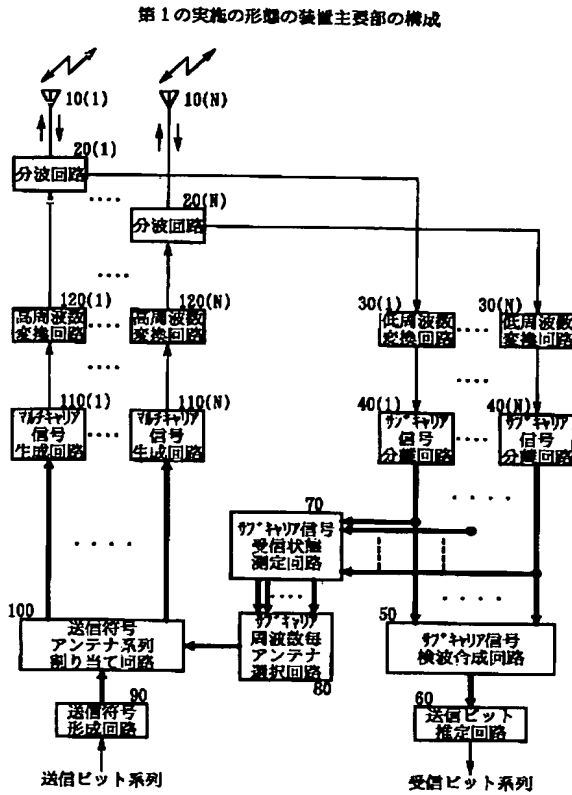 第1の実施の形態の装置主要部の構成
10(1)
10(N)
20(1)
分波回路
20(N)
分波回路
120(1)
高周波数
変換回路
120(N)
高周波数
変換回路
30(1)
低周波数
変換回路
30(N)
低周波数
変換回路
110(1)
マルチキャリア
信号
生成回路
110(N)
マルチキャリア
信号
生成回路
40(1)
サブキャリア
信号
分離回路
40(N)
サブキャリア
信号
分離回路
70
サブキャリア信号
受信状態
測定回路
100
送信符号
アンテナ系列
割り当て回路
サブキャリア
周波数毎
アンテナ
選択回路
80
50
サブキャリア信号
検波合成回路
90
送信符号
形成回路
60
送信ビット
推定回路
送信ビット系列
受信ビット系列